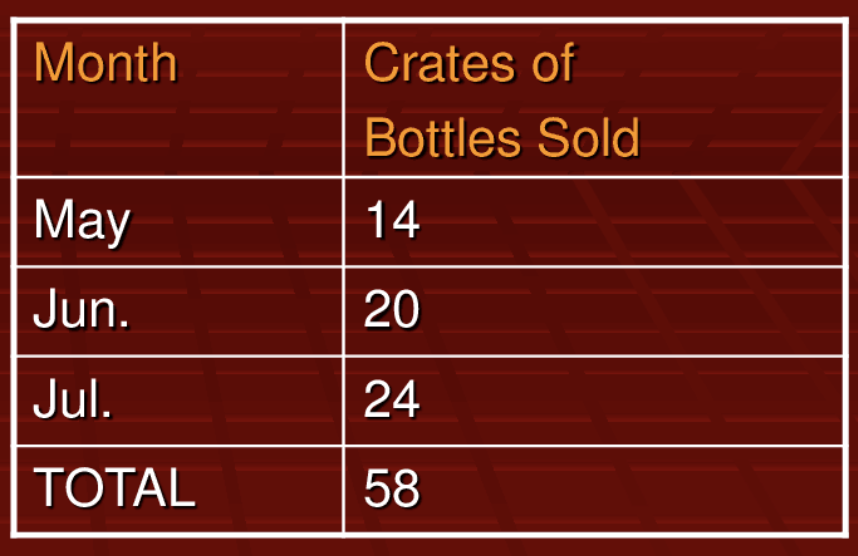 Month Crates of
Bottles Sold
May 14
Jun. 20
Jul. 24
TOTAL 58